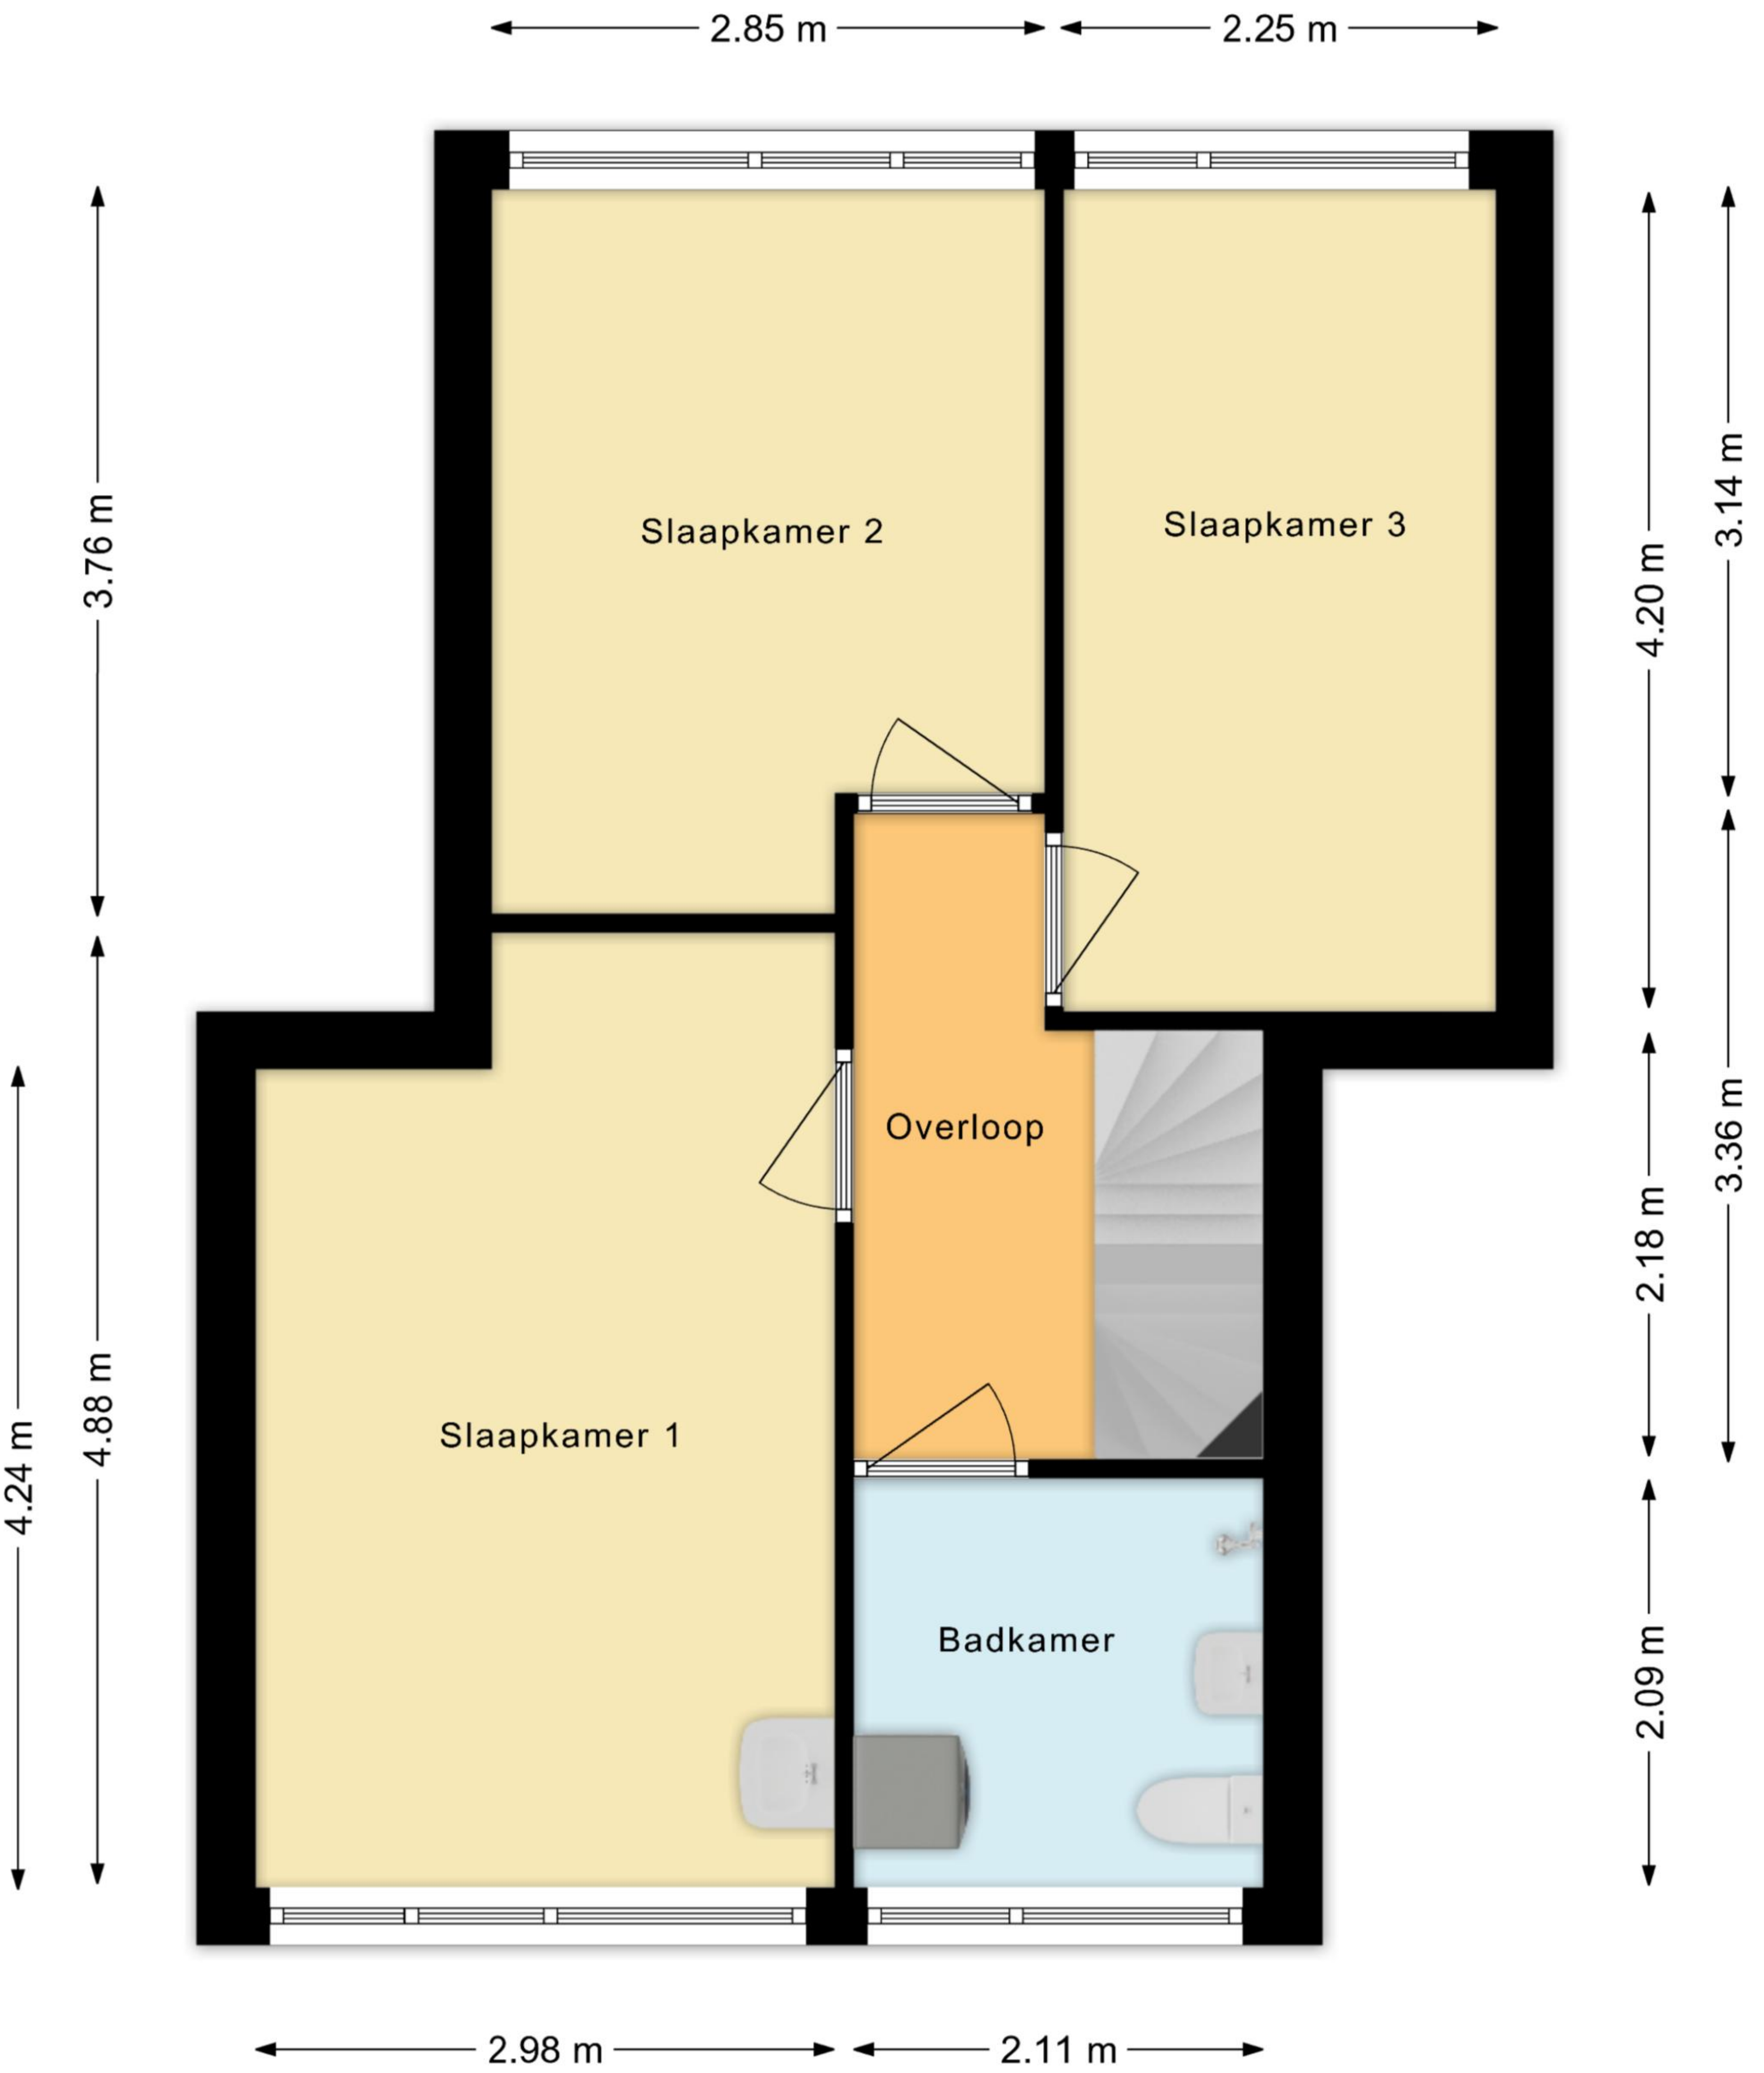 2.85 m
2.25 m
3.76 m
4.88 m
4.24 m
Slaapkamer 2
Slaapkamer 3
4.20 m
3.14 m
Overloop
3.36 m
2.18 m
Slaapkamer 1
Badkamer
2.09 m
2.98 m
2.11 m